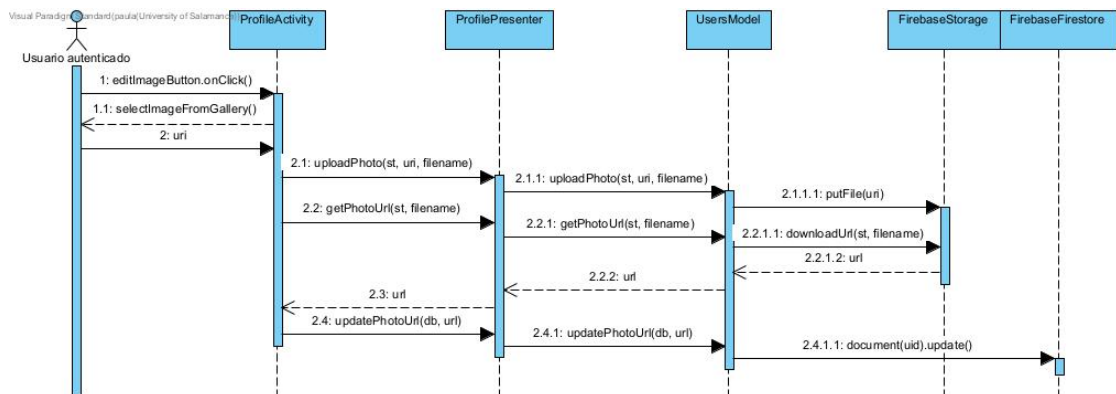 Visual Paradigm Standard(paula(University of Salamanca))
ProfileActivity
ProfilePresenter
UsersModel
FirebaseStorage
FirebaseFirestore
Usuario autenticado
1: editImageButton.onClick()
1.1: selectImageFromGallery()
2: uri
2.1: uploadPhoto(st, uri, filename)
2.1.1: uploadPhoto(st, uri, filename)
2.1.1.1: putFile(uri)
2.2: getPhotoUrl(st, filename)
2.2.1: getPhotoUrl(st, filename)
2.2.1.1: downloadUrl(st, filename)
2.2.1.2: url
2.2.2: url
2.3: url
2.4: updatePhotoUrl(db, url)
2.4.1: updatePhotoUrl(db, url)
2.4.1.1: document(uid).update()